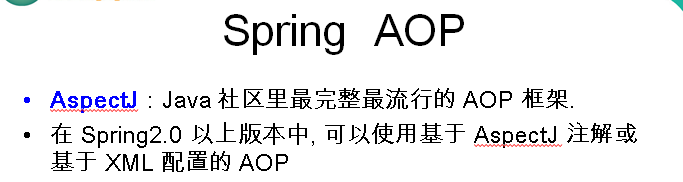 Spring AOP
• AspectJ：Java 社区里最完整最流行的 AOP 框架.
• 在 Spring2.0 以上版本中, 可以使用基于 AspectJ 注解或
基于 XML 配置的 AOP